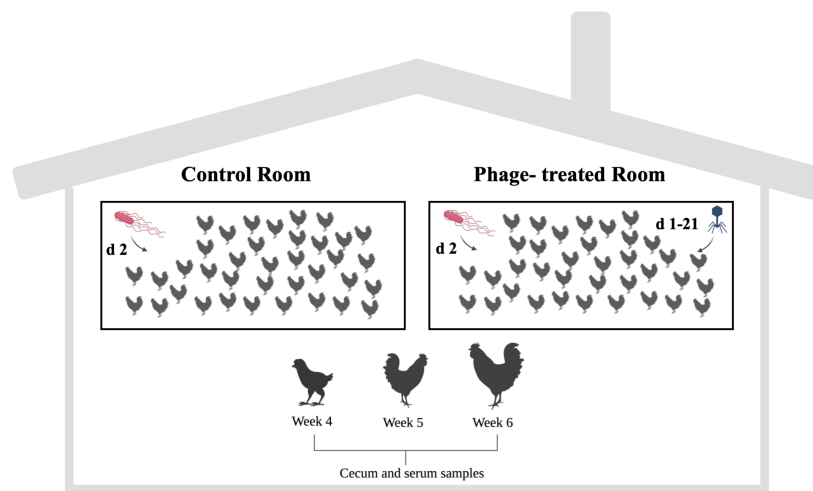 Control Room
Phage- treated Room
d 2
d 2
d 1-21
Week 4
Week 5
Week 6
Cecum and serum samples